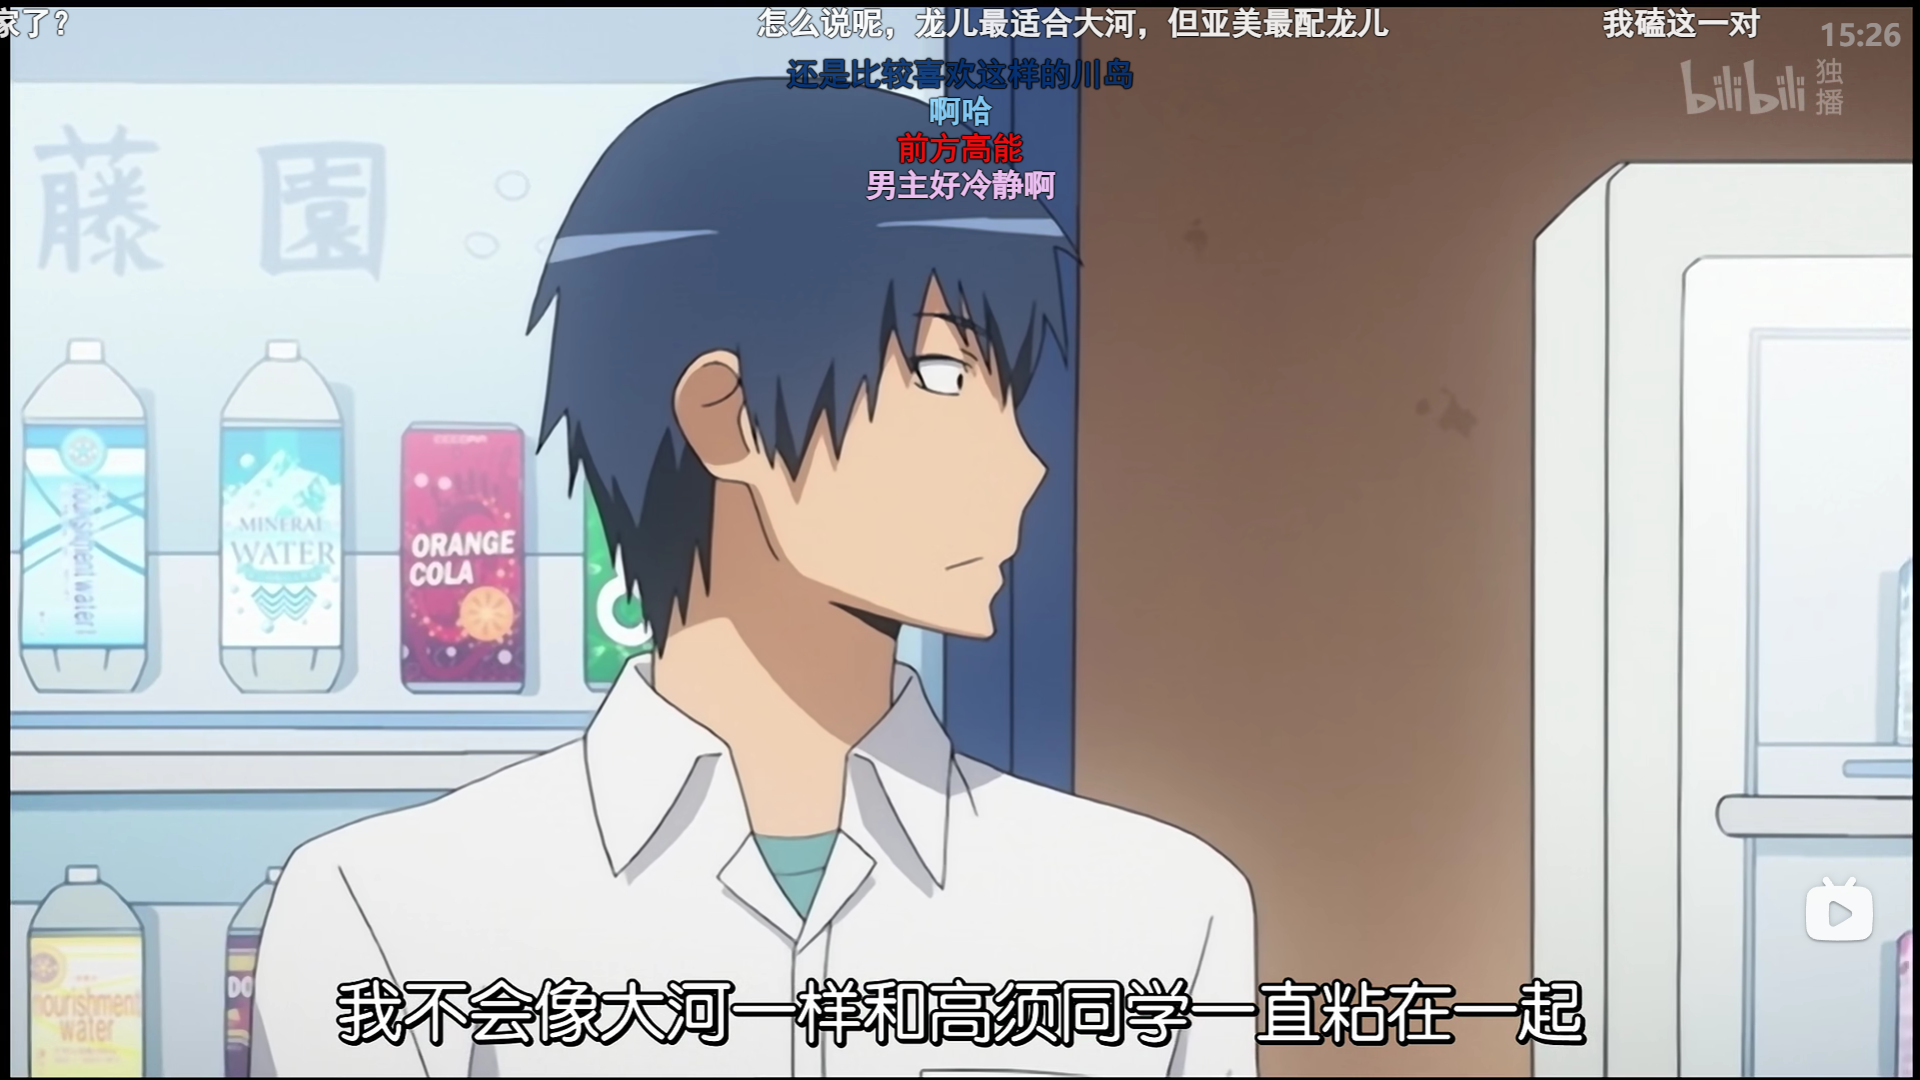 家了？
怎么说呢，龙儿最适合大河，但亚美最配龙儿
我磕这一对
15:26
还是比较喜欢这样的川岛
bilibili 独播
啊哈
前方高能
男主好冷静啊
藤園
nourishment water
MINERAL
WATER
ORANGE
COLA
nourishment
water
DO
我不会像大河一样和高须同学一直粘在一起